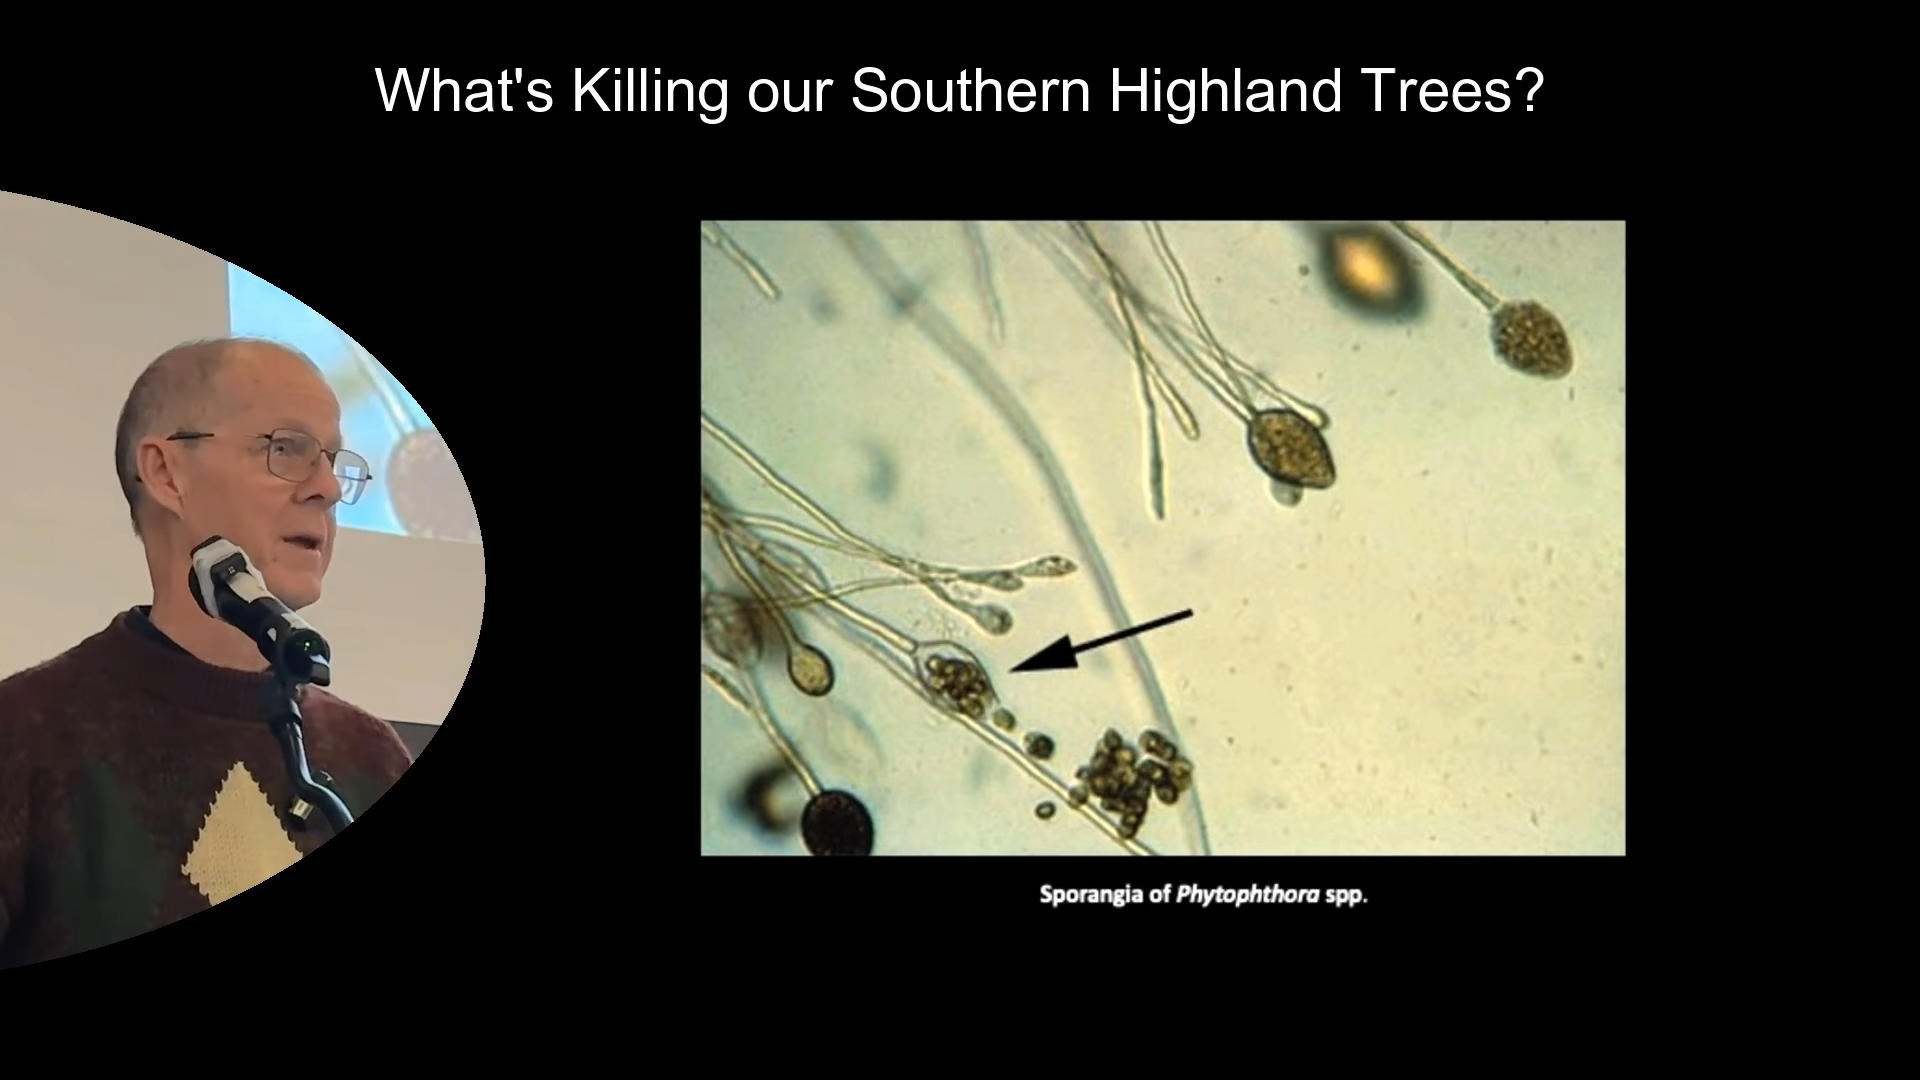 What's Killing our Southern Highland Trees?
Sporangia of Phytophthora spp.